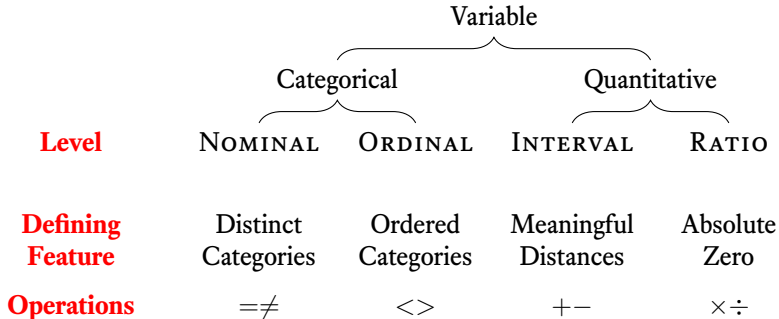 Variable
Categorical Quantitative
Level NOMINAL ORDINAL INTERVAL RATIO
Defining Distinct Ordered Meaningful Absolute
Feature Categories Categories Distances Zero
Operations =≠ <> +− ×÷